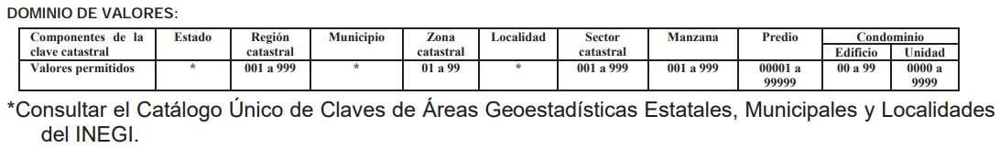 DOMINIO DE VALORES:
Componentes de la clave catastral Estado Región catastral Municipio Zona catastral Localidad Sector catastral Manzana Predio Condominio
Edificio Unidad
Valores permitidos * 001 a 999 * 01 a 99 * 001 a 999 001 a 999 00001 a 99999 00 a 99 0000 a 9999
*Consultar el Catálogo Único de Claves de Áreas Geoestadísticas Estatales, Municipales y Localidades
del INEGI.